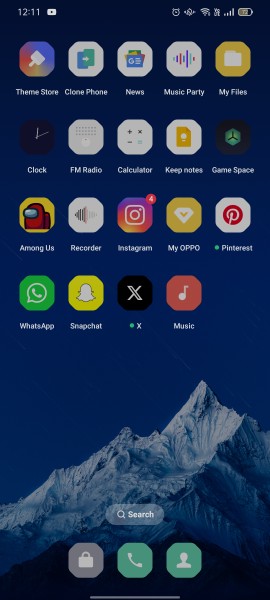 12:11
Theme Store Clone Phone News Music Party My Files
Clock FM Radio Calculator Keep notes Game Space
4
Among Us Recorder Instagram My OPPO Pinterest
WhatsApp Snapchat X Music
Search